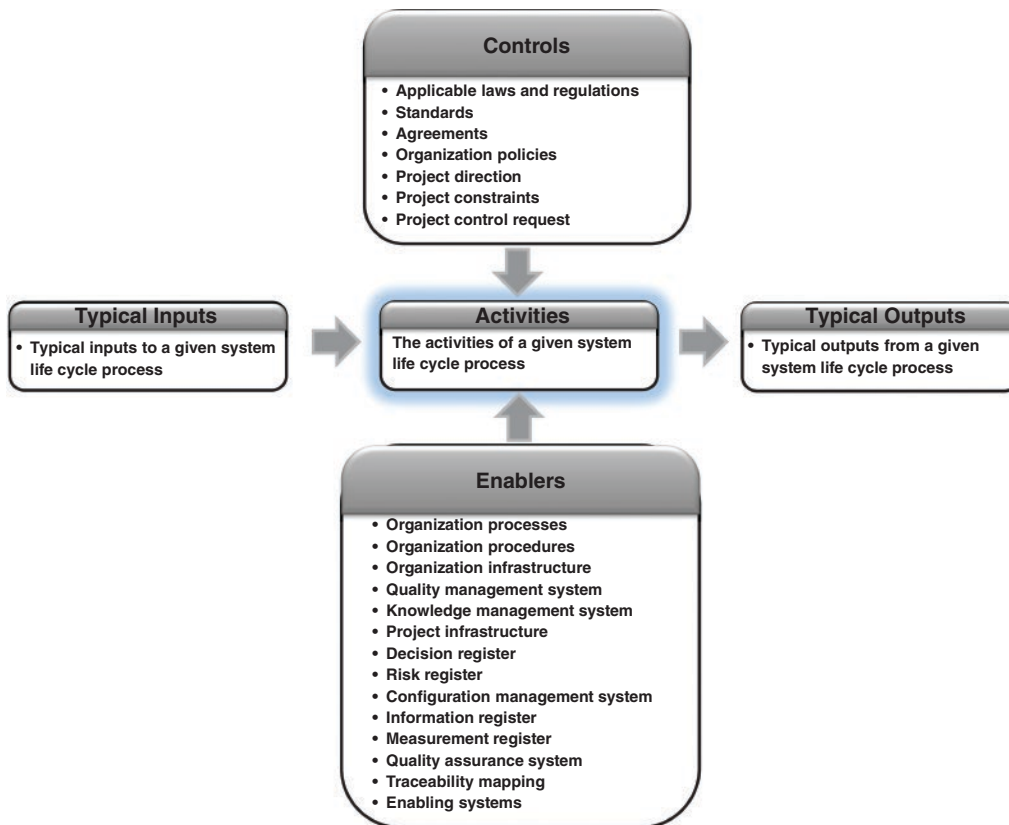 Controls
• Applicable laws and regulations
• Standards
• Agreements
• Organization policies
• Project direction
• Project constraints
• Project control request
Typical Inputs
• Typical inputs to a given system
life cycle process
Activities
The activities of a given system
life cycle process
Typical Outputs
• Typical outputs from a given
system life cycle process
Enablers
• Organization processes
• Organization procedures
• Organization infrastructure
• Quality management system
• Knowledge management system
• Project infrastructure
• Decision register
• Risk register
• Configuration management system
• Information register
• Measurement register
• Quality assurance system
• Traceability mapping
• Enabling systems